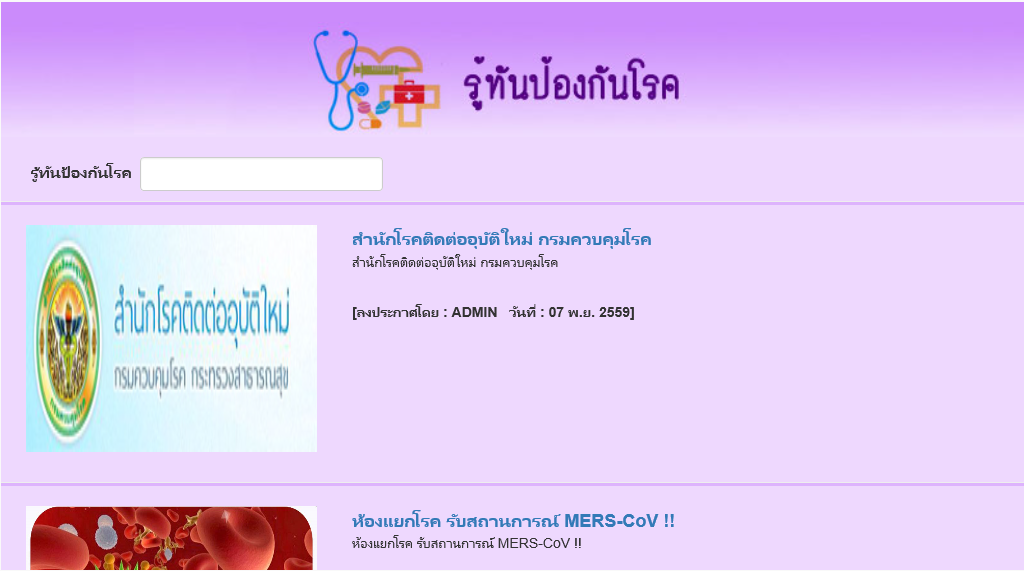 รู้ทันป้องกันโรค
รู้ทันป้องกันโรค
สำนักโรคติดต่ออุบัติใหม่
กรมควบคุมโรค กระทรวงสาธารณสุข
สำนักโรคติดต่ออุบัติใหม่ กรมควบคุมโรค
สำนักโรคติดต่ออุบัติใหม่ กรมควบคุมโรค
[ลงประกาศโดย : ADMIN วันที่ : 07 พ.ย. 2559]
ห้องแยกโรค รับสถานการณ์ MERS-CoV !!
ห้องแยกโรค รับสถานการณ์ MERS-CoV !!